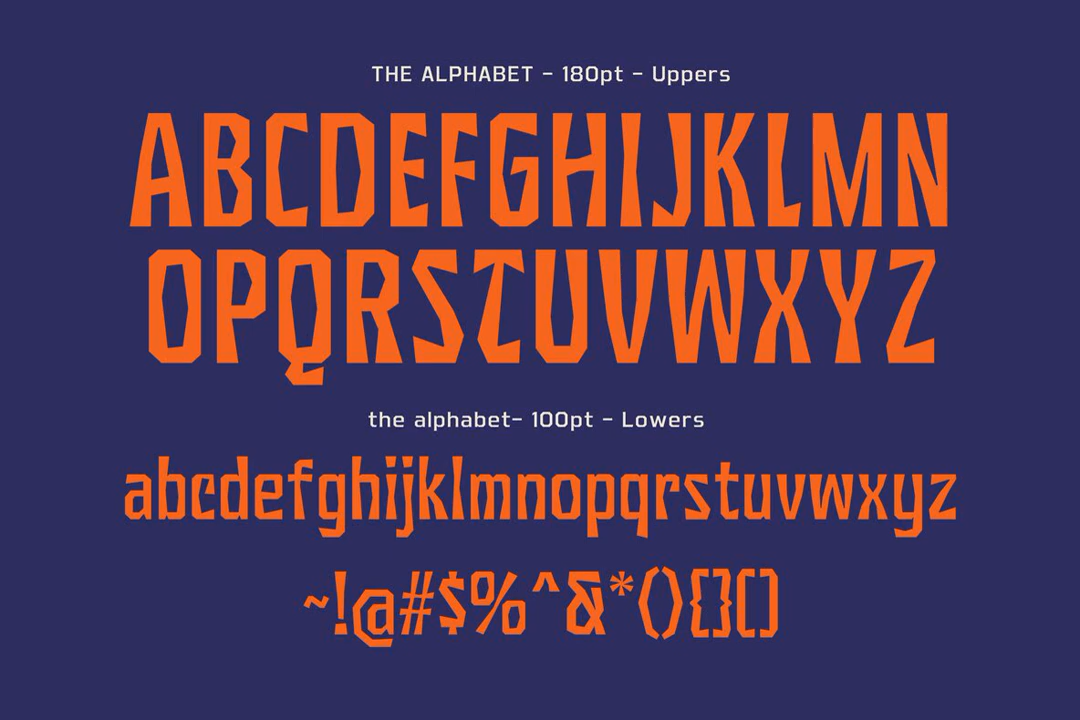 THE ALPHABET - 180pt - Uppers
ABCDEFGHIJKLMN
OPQRSTUVWXYZ
the alphabet- 100pt - Lowers
abcdefghijklmnopqrstuvwxyz
~!@#$%^&*(){}[]